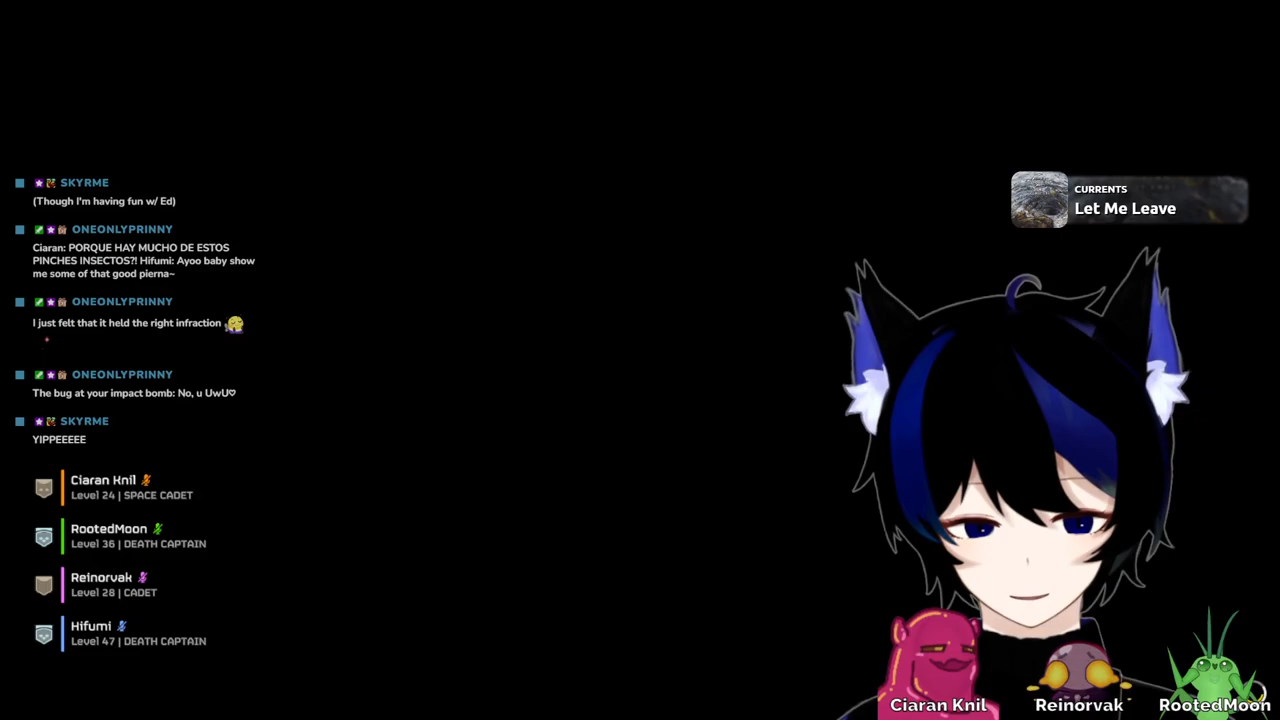 SKYRME
(Though I'm having fun w/ Ed)
ONEONLYPRINNY
Ciaran: PORQUE HAY MUCHO DE ESTOS
PINCHES INSECTOS?! Hifumi: Ayoo baby show
me some of that good pierna~
ONEONLYPRINNY
I just felt that it held the right infraction
ONEONLYPRINNY
The bug at your impact bomb: No, u UwU♡
SKYRME
YIPPEEEEE
Ciaran Knil
Level 24 | SPACE CADET
RootedMoon
Level 36 | DEATH CAPTAIN
Reinorvak
Level 28 | CADET
Hifumi
Level 47 | DEATH CAPTAIN
CURRENTS
Let Me Leave
Ciaran Knil
Reinorvak
RootedMoon